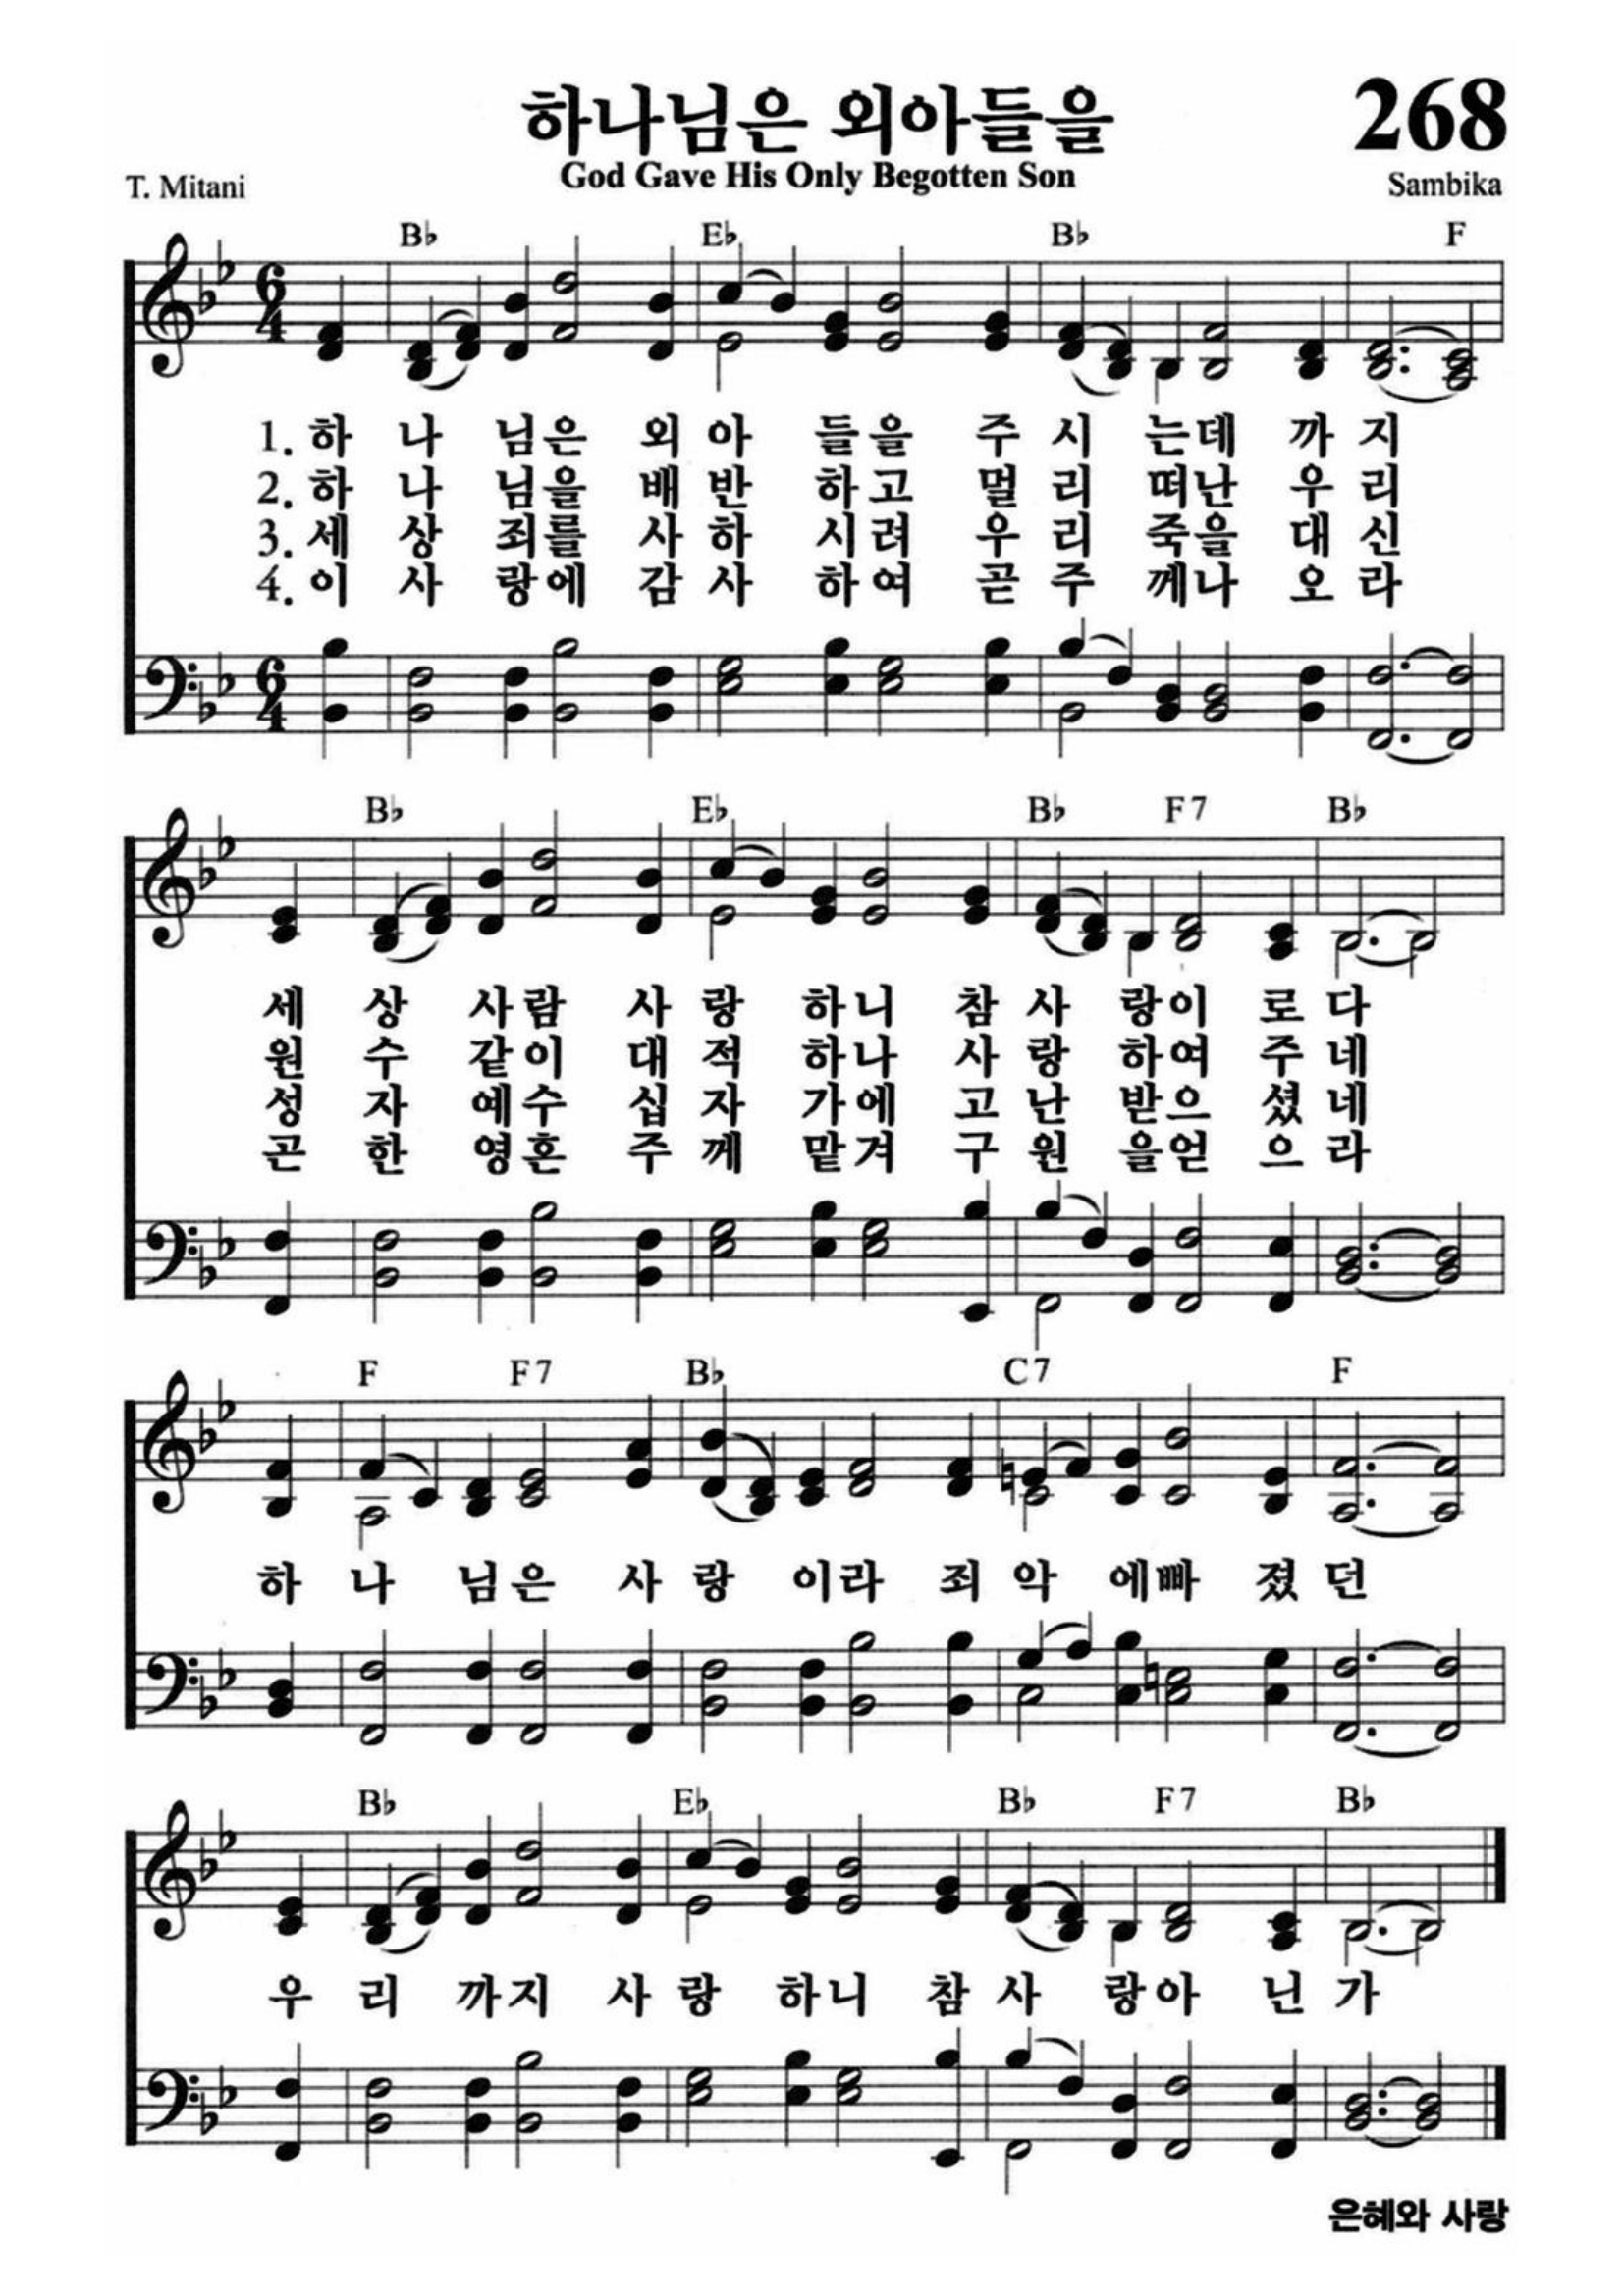 하나님은 외아들을
268
God Gave His Only Begotten Son
T. Mitani
Sambika
B♭ E♭ B♭ F
6/4
1. 하 나 님은 외 아 들을 주 시 는데 까 지
2. 하 나 님을 배 반 하고 멀 리 떠난 우 리
3. 세 상 죄를 사 하 시려 우 리 죽을 대 신
4. 이 사 랑에 감 사 하여 곧 주 께나 오 라
6/4
B♭ E♭ B♭ F7 B♭
세 상 사람 사 랑 하니 참 사 랑이 로 다
원 수 같이 대 적 하나 사 랑 하여 주 네
성 자 예수 십 자 가에 고 난 받으 셨 네
곤 한 영혼 주 께 맡겨 구 원 을얻 으 라
F F7 B♭ C7 F
하 나 님은 사 랑 이라 죄 악 에빠 졌 던
B♭ E♭ B♭ F7 B♭
우 리 까지 사 랑 하니 참 사 랑아 닌 가
은혜와 사랑